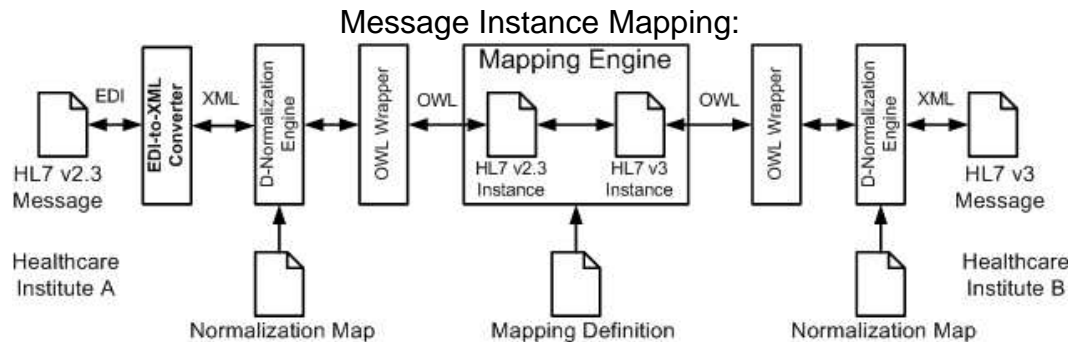 Message Instance Mapping:
EDI
EDI-to-XML
Converter
XML
D-Normalization
Engine
OWL Wrapper
OWL
Mapping Engine
HL7 v2.3
Instance
HL7 v3
Instance
OWL
OWL Wrapper
D-Normalization
Engine
XML
HL7 v2.3
Message
HL7 v3
Message
Healthcare
Institute A
Normalization Map
Mapping Definition
Normalization Map
Healthcare
Institute B